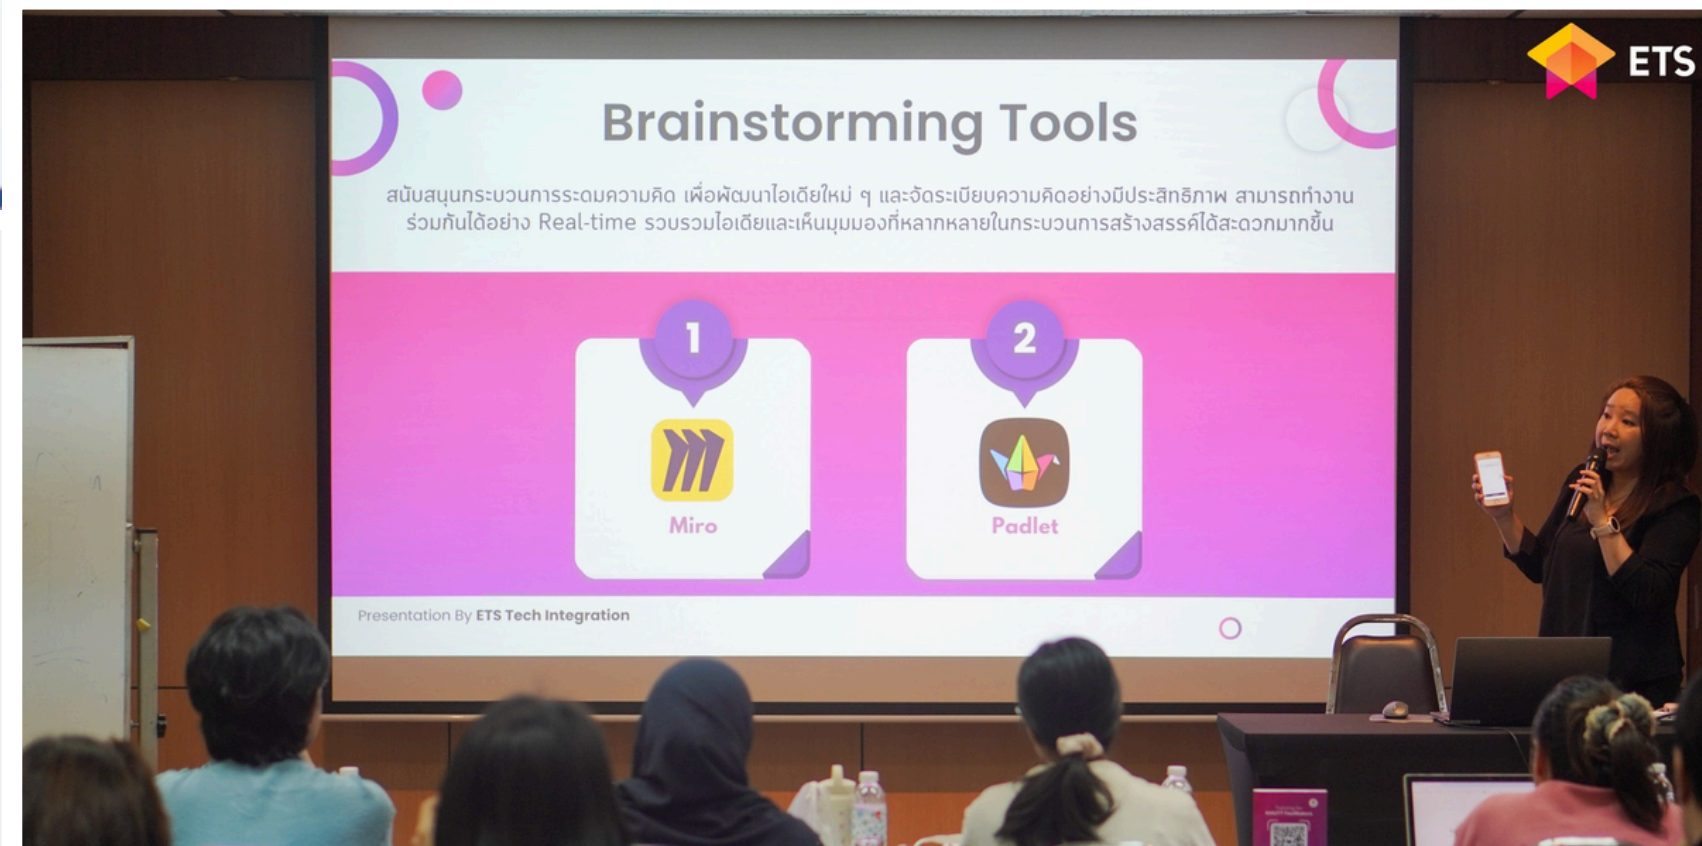 ETS
Brainstorming Tools
สนับสนุนกระบวนการระดมความคิด เพื่อพัฒนาไอเดียใหม่ ๆ และจัดระเบียบความคิดอย่างมีประสิทธิภาพ สามารถทำงาน
ร่วมกันได้อย่าง Real-time รวบรวมไอเดียและเห็นมุมมองที่หลากหลายในกระบวนการสร้างสรรค์ได้สะดวกมากขึ้น
1
2
Miro
Padlet
Presentation By ETS Tech Integration